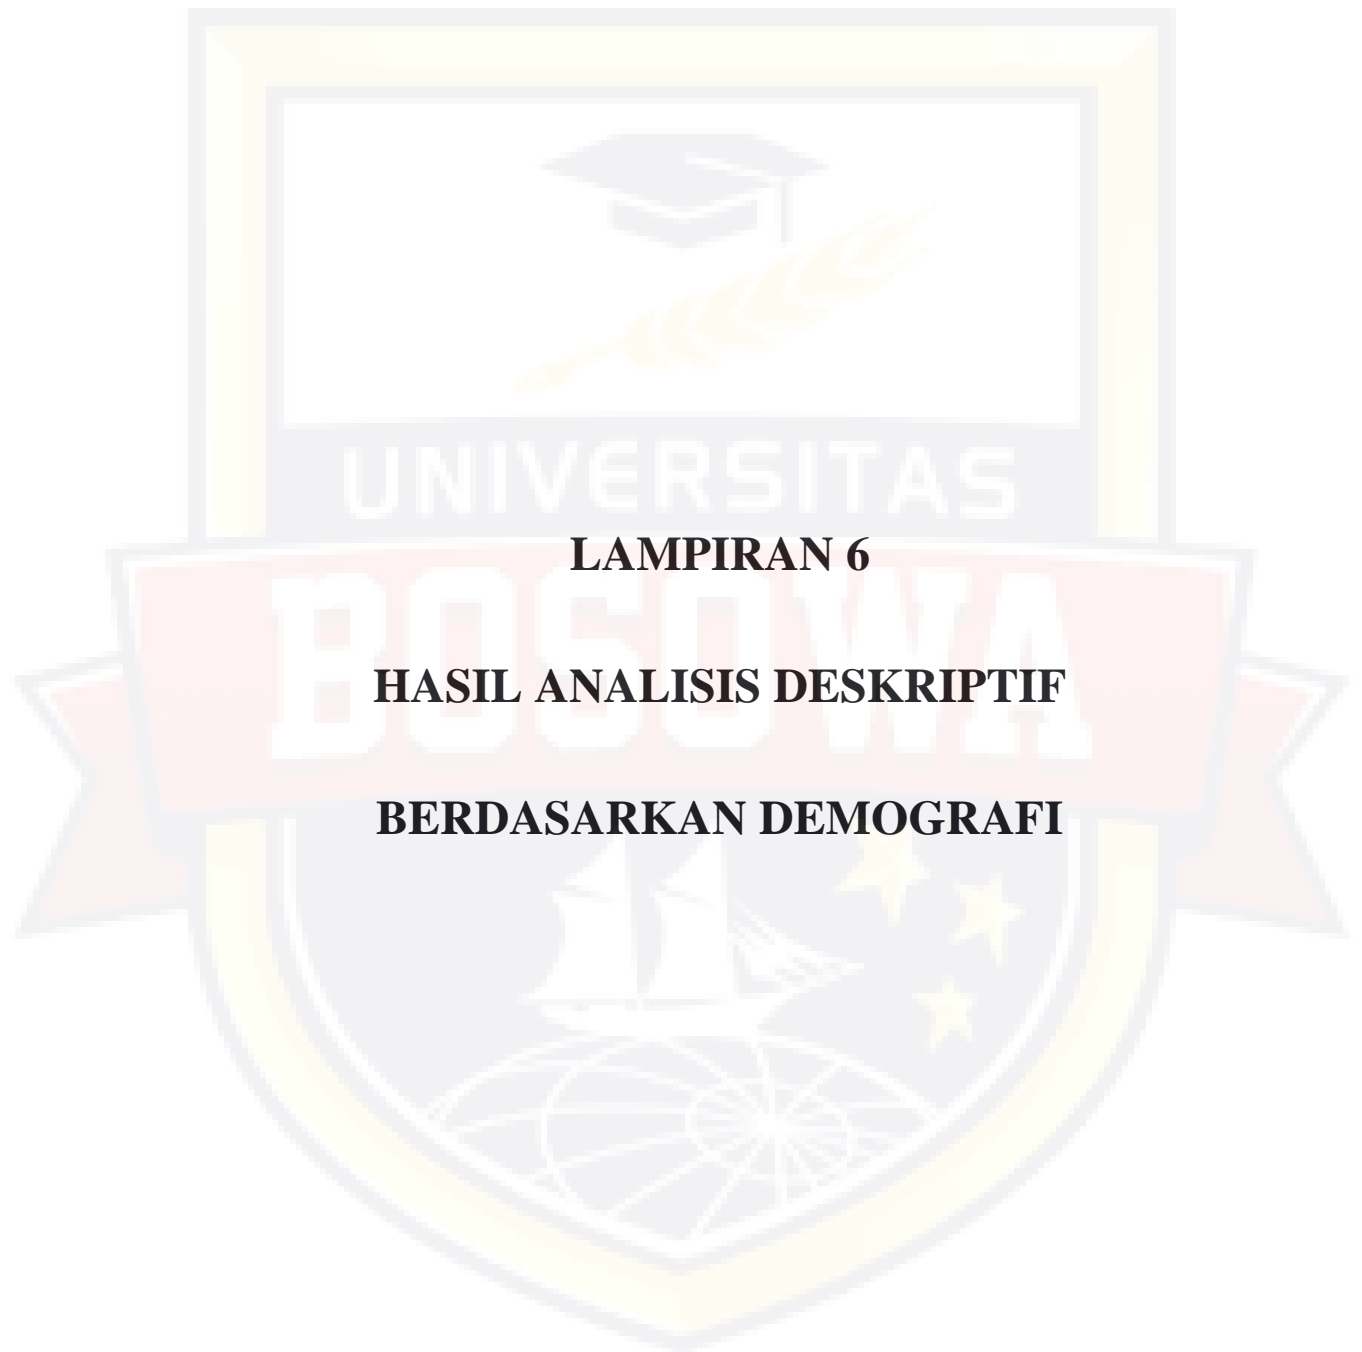 UNIVERSITAS
LAMPIRAN 6
BOSOWA
HASIL ANALISIS DESKRIPTIF
BERDASARKAN DEMOGRAFI